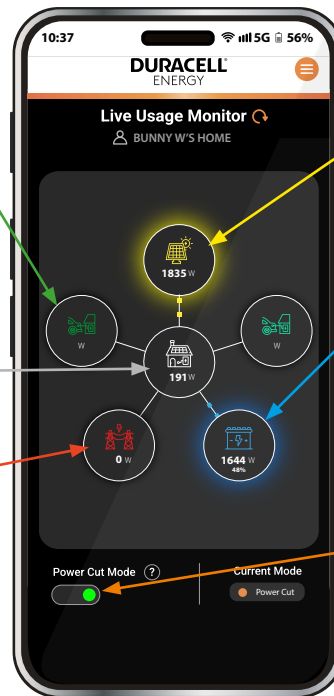 10:37
5G 56%
DURACELL
ENERGY
Live Usage Monitor
BUNNY W'S HOME
1835 W
W
W
191 W
0 W
1644 W
48%
Power Cut Mode ?
Current Mode
Power Cut